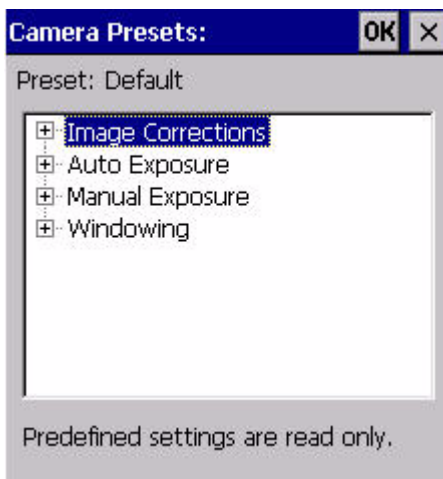 Camera Presets: OK ×
Preset: Default
Image Corrections
Auto Exposure
Manual Exposure
Windowing
Predefined settings are read only.